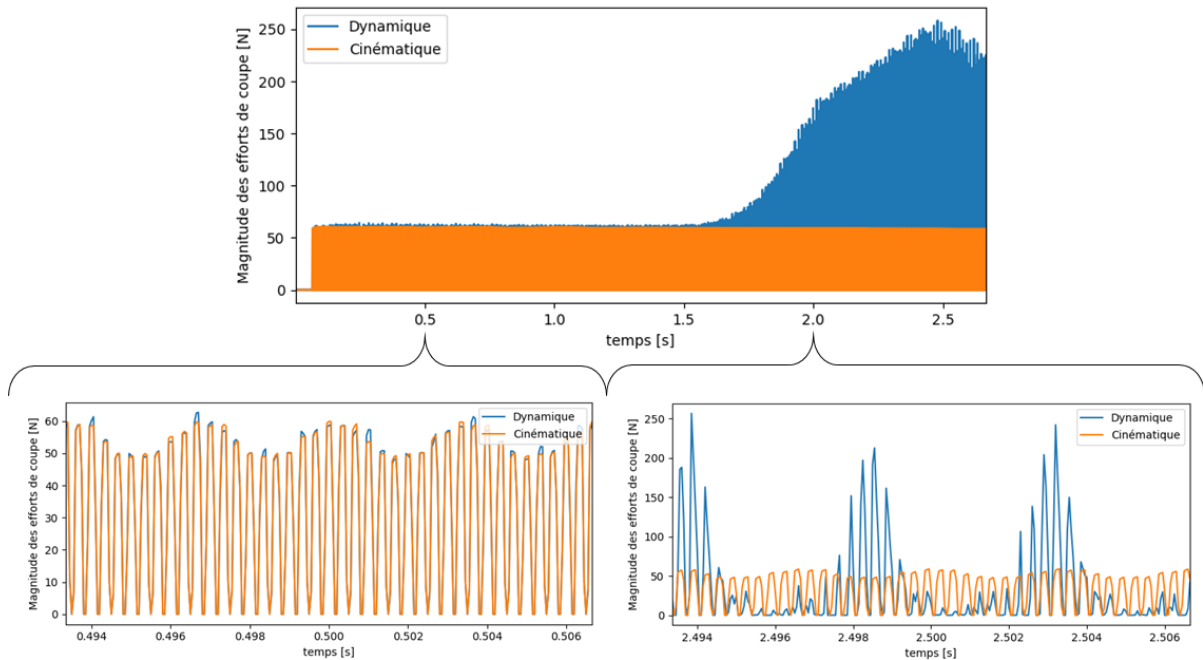 Magnitude des efforts de coupe [N]
250
200
150
100
50
0
Dynamique
Cinématique
0.5 1.0 1.5 2.0 2.5
temps [s]
Magnitude des efforts de coupe [N]
60
50
40
30
20
10
0
Dynamique
Cinématique
0.494 0.496 0.498 0.500 0.502 0.504 0.506
temps [s]
Magnitude des efforts de coupe [N]
250
200
150
100
50
0
Dynamique
Cinématique
2.494 2.496 2.498 2.500 2.502 2.504 2.506
temps [s]